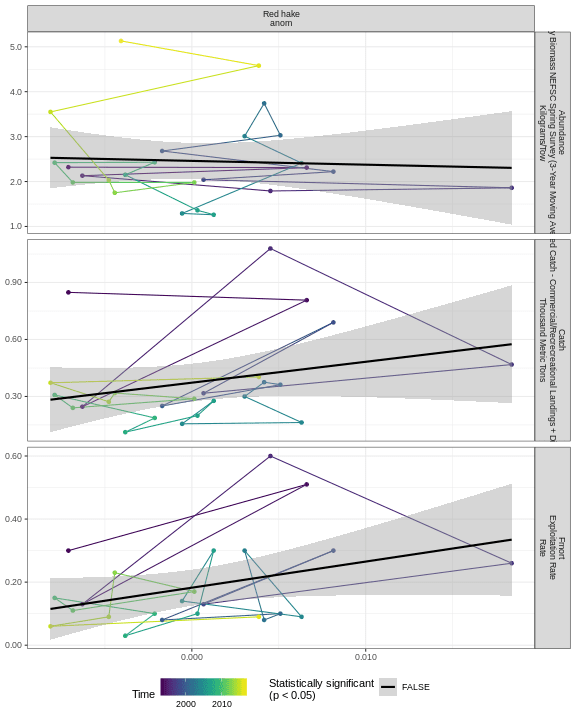 Red hake
anom
5.0
4.0
3.0
2.0
1.0
Abundance
y Biomass NEFSC Spring Survey (3-Year Moving Ave
Kilograms/Tow
0.90
0.60
0.30
Catch
ed Catch - Commercial/Recrecreational Landings + D
Thousand Metric Tons
0.60
0.40
0.20
0.00
Fmort
Exploitation Rate
Rate
0.000
0.010
Time
2000
2010
Statistically significant
(p < 0.05)
FALSE